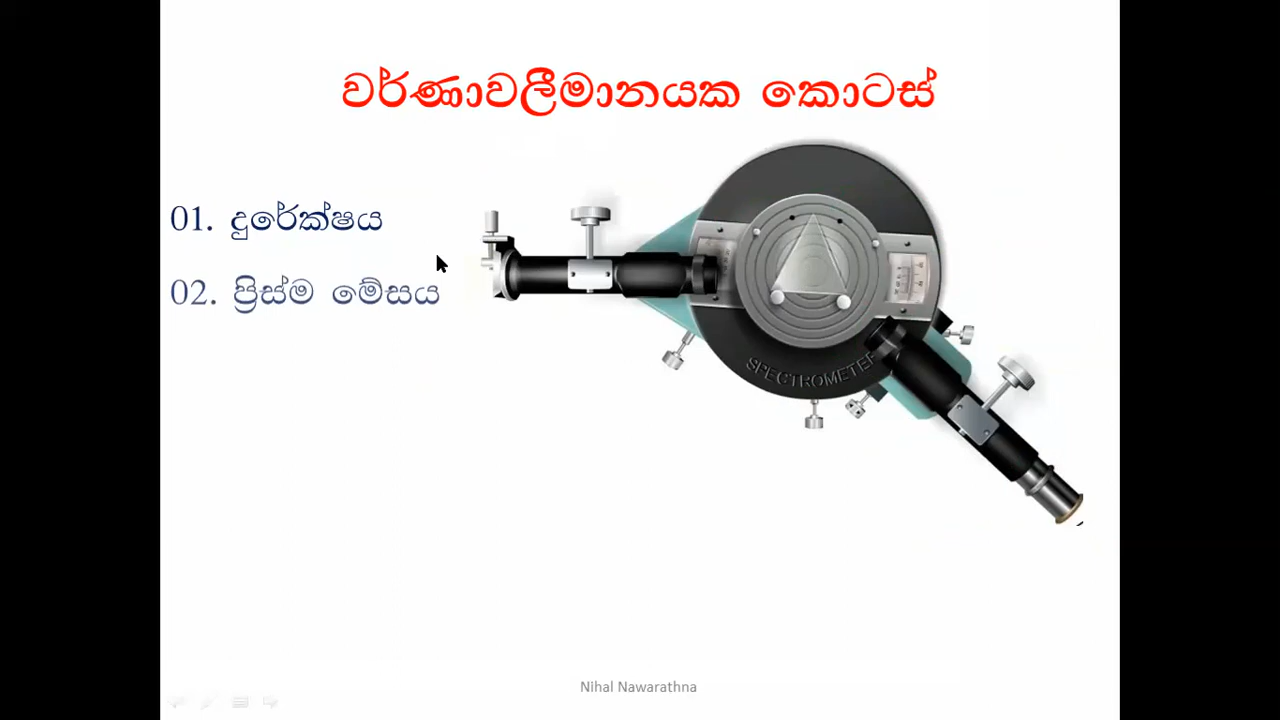 වර්ණාවලීමානයක කොටස්
01. දුරේක්ෂය
02. ප්‍රිස්ම මේසය
SPECTROMETER
Nihal Nawarathna